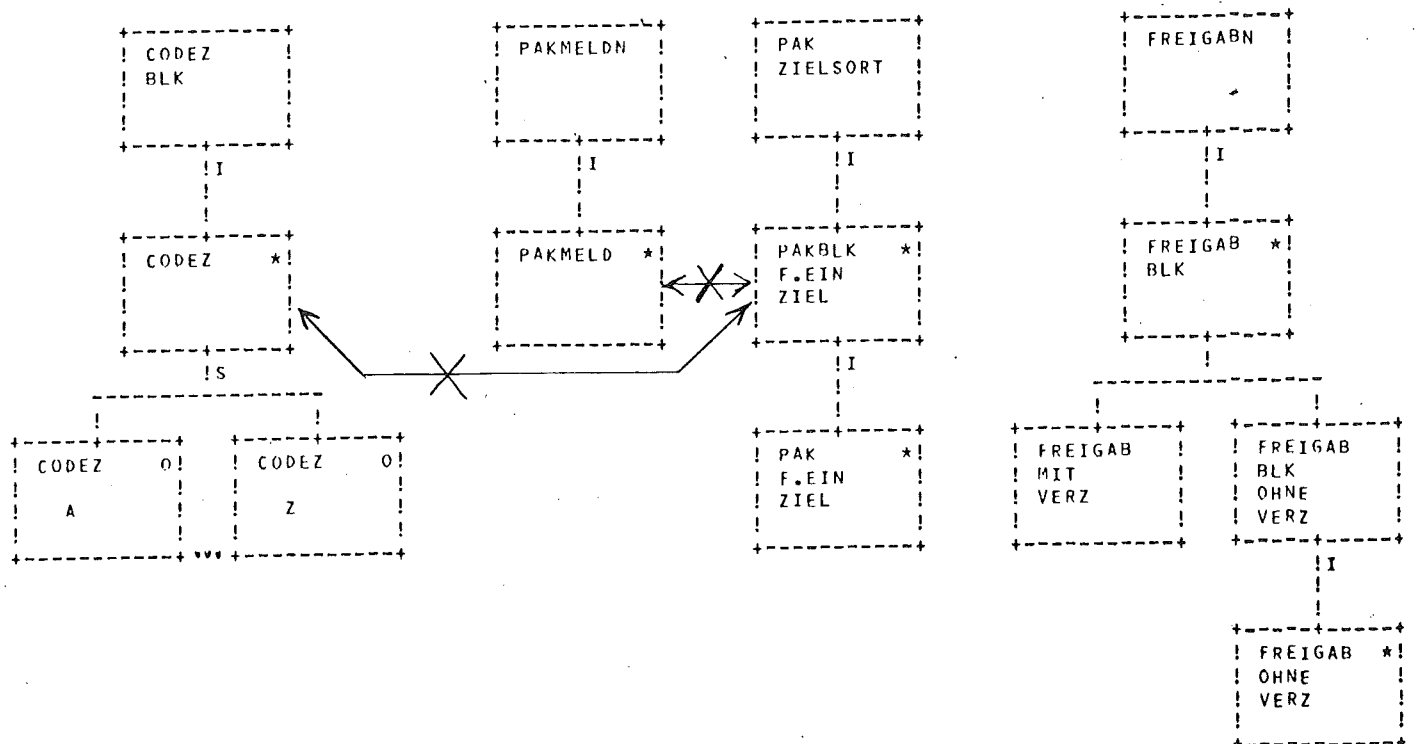 CODEZ
BLK
PAKMELDN
PAK
ZIELSORT
FREIGABN
I
I
I
I
CODEZ *
PAKMELD *
PAKBLK *
F.EIN
ZIEL
FREIGAB *
BLK
S
I
CODEZ O
A
CODEZ O
Z
PAK *
F.EIN
ZIEL
FREIGAB
MIT
VERZ
FREIGAB
BLK
OHNE
VERZ
I
FREIGAB *
OHNE
VERZ